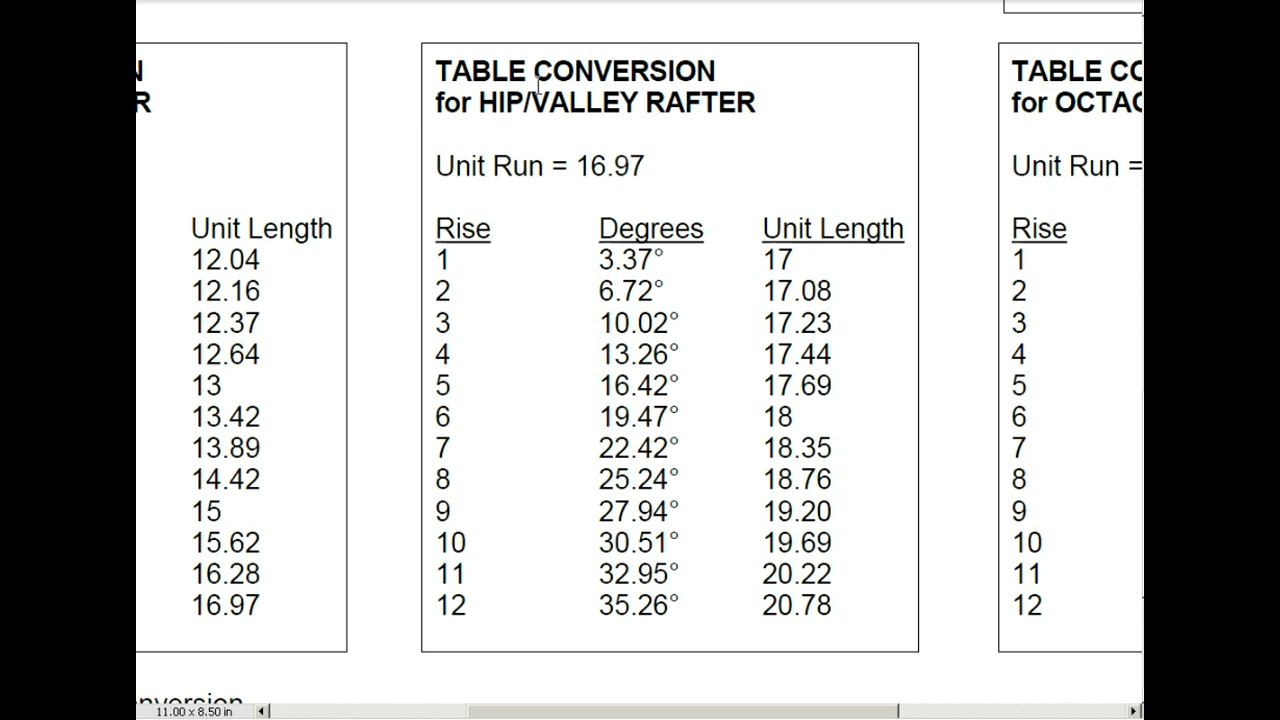 N
R
Unit Length
12.04
12.16
12.37
12.64
13
13.42
13.89
14.42
15
15.62
16.28
16.97
TABLE CONVERSION
for HIP/VALLEY RAFTER
Unit Run = 16.97
Rise Degrees Unit Length
1 3.37° 17
2 6.72° 17.08
3 10.02° 17.23
4 13.26° 17.44
5 16.42° 17.69
6 19.47° 18
7 22.42° 18.35
8 25.24° 18.76
9 27.94° 19.20
10 30.51° 19.69
11 32.95° 20.22
12 35.26° 20.78
TABLE CO
for OCTAG
Unit Run =
Rise
1
2
3
4
5
6
7
8
9
10
11
12
nversion
11.00 x 8.50 in